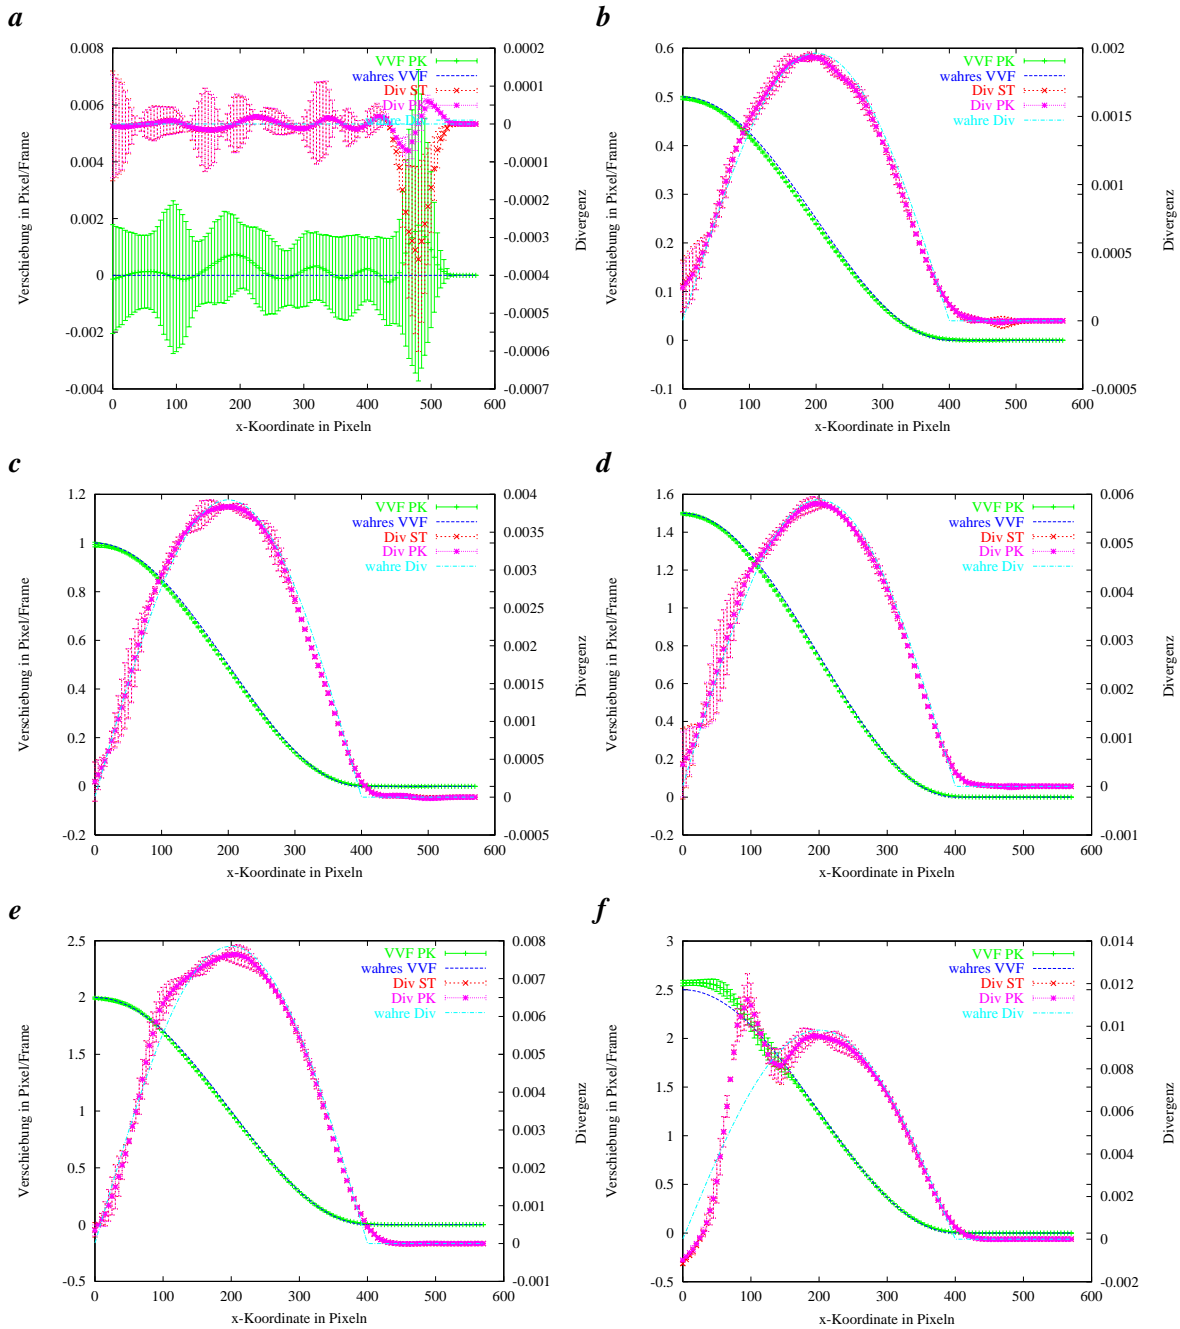 a
0.008
0.006
0.004
0.002
0
-0.002
-0.004
0.0002
0.0001
0
-0.0001
-0.0002
-0.0003
-0.0004
-0.0005
-0.0006
-0.0007
0 100 200 300 400 500 600
x-Koordinate in Pixeln
Verschiebung in Pixel/Frame
Divergenz
VVF PK
wahres VVF
Div ST
Div PK
wahre Div
b
0.6
0.5
0.4
0.3
0.2
0.1
0
-0.1
0.002
0.0015
0.001
0.0005
0
-0.0005
0 100 200 300 400 500 600
x-Koordinate in Pixeln
Verschiebung in Pixel/Frame
Divergenz
VVF PK
wahres VVF
Div ST
Div PK
wahre Div
c
1.2
1
0.8
0.6
0.4
0.2
0
-0.2
0.004
0.0035
0.003
0.0025
0.002
0.0015
0.001
0.0005
0
-0.0005
0 100 200 300 400 500 600
x-Koordinate in Pixeln
Verschiebung in Pixel/Frame
Divergenz
VVF PK
wahres VVF
Div ST
Div PK
wahre Div
d
1.6
1.4
1.2
1
0.8
0.6
0.4
0.2
0
-0.2
0.006
0.005
0.004
0.003
0.002
0.001
0
-0.001
0 100 200 300 400 500 600
x-Koordinate in Pixeln
Verschiebung in Pixel/Frame
Divergenz
VVF PK
wahres VVF
Div ST
Div PK
wahre Div
e
2.5
2
1.5
1
0.5
0
-0.5
0.008
0.007
0.006
0.005
0.004
0.003
0.002
0.001
0
-0.001
0 100 200 300 400 500 600
x-Koordinate in Pixeln
Verschiebung in Pixel/Frame
Divergenz
VVF PK
wahres VVF
Div ST
Div PK
wahre Div
f
3
2.5
2
1.5
1
0.5
0
-0.5
0.014
0.012
0.01
0.008
0.006
0.004
0.002
0
-0.002
0 100 200 300 400 500 600
x-Koordinate in Pixeln
Verschiebung in Pixel/Frame
Divergenz
VVF PK
wahres VVF
Div ST
Div PK
wahre Div